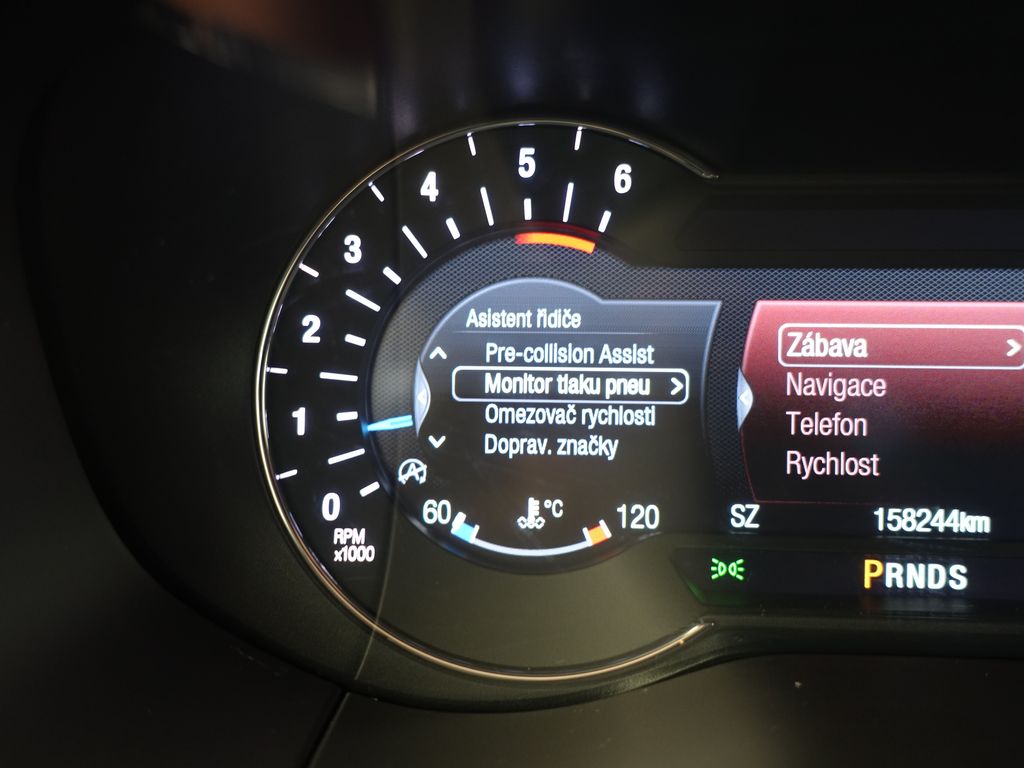 6
5
4
3
2
1
0
RPM
x1000
Asistent řidiče
Pre-collision Assist
Monitor tlaku pneu
Omezovač rychlosti
Doprav. značky
60
°C
120
Zábava
Navigace
Telefon
Rychlost
SZ
158244km
PRNDS